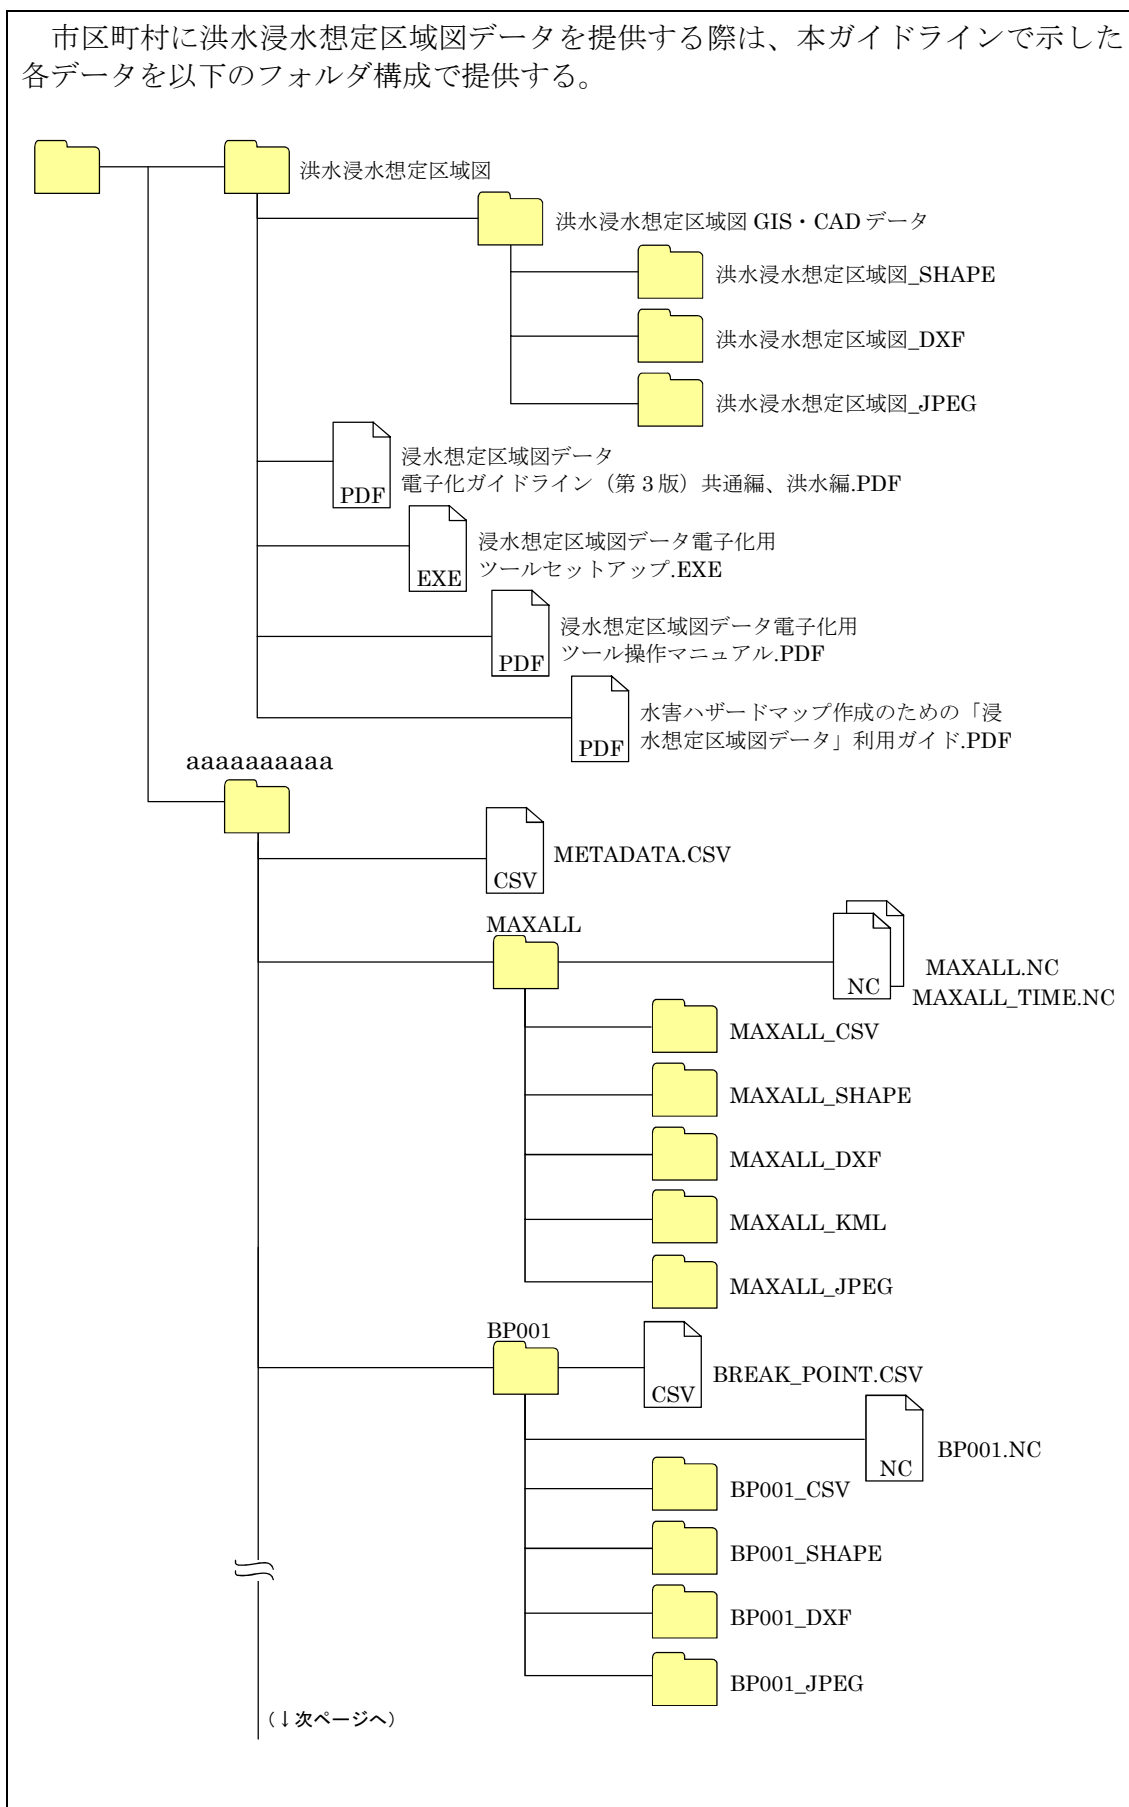 市区町村に洪水浸水想定区域図データを提供する際は、本ガイドラインで示した
各データを以下のフォルダ構成で提供する。
洪水浸水想定区域図
洪水浸水想定区域図 GIS・CAD データ
洪水浸水想定区域図_SHAPE
洪水浸水想定区域図_DXF
洪水浸水想定区域図_JPEG
PDF
浸水想定区域図データ
電子化ガイドライン（第 3 版）共通編、洪水編.PDF
EXE
浸水想定区域図データ電子化用
ツールセットアップ.EXE
PDF
浸水想定区域図データ電子化用
ツール操作マニュアル.PDF
PDF
水害ハザードマップ作成のための「浸
水想定区域図データ」利用ガイド.PDF
aaaaaaaaaa
CSV
METADATA.CSV
MAXALL
NC
MAXALL.NC
MAXALL_TIME.NC
MAXALL_CSV
MAXALL_SHAPE
MAXALL_DXF
MAXALL_KML
MAXALL_JPEG
BP001
CSV
BREAK_POINT.CSV
NC
BP001.NC
BP001_CSV
BP001_SHAPE
BP001_DXF
BP001_JPEG
（↓次ページへ）